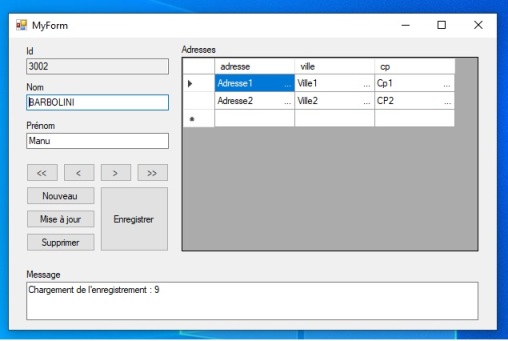 MyForm
Id
3002
Nom
BARBOLINI
Prénom
Manu
<< < > >>
Nouveau
Mise à jour
Supprimer
Enregistrer
Adresses
adresse ville cp
Adresse1 ... Ville1 ... Cp1 ...
Adresse2 ... Ville2 ... CP2 ...
Message
Chargement de l'enregistrement : 9